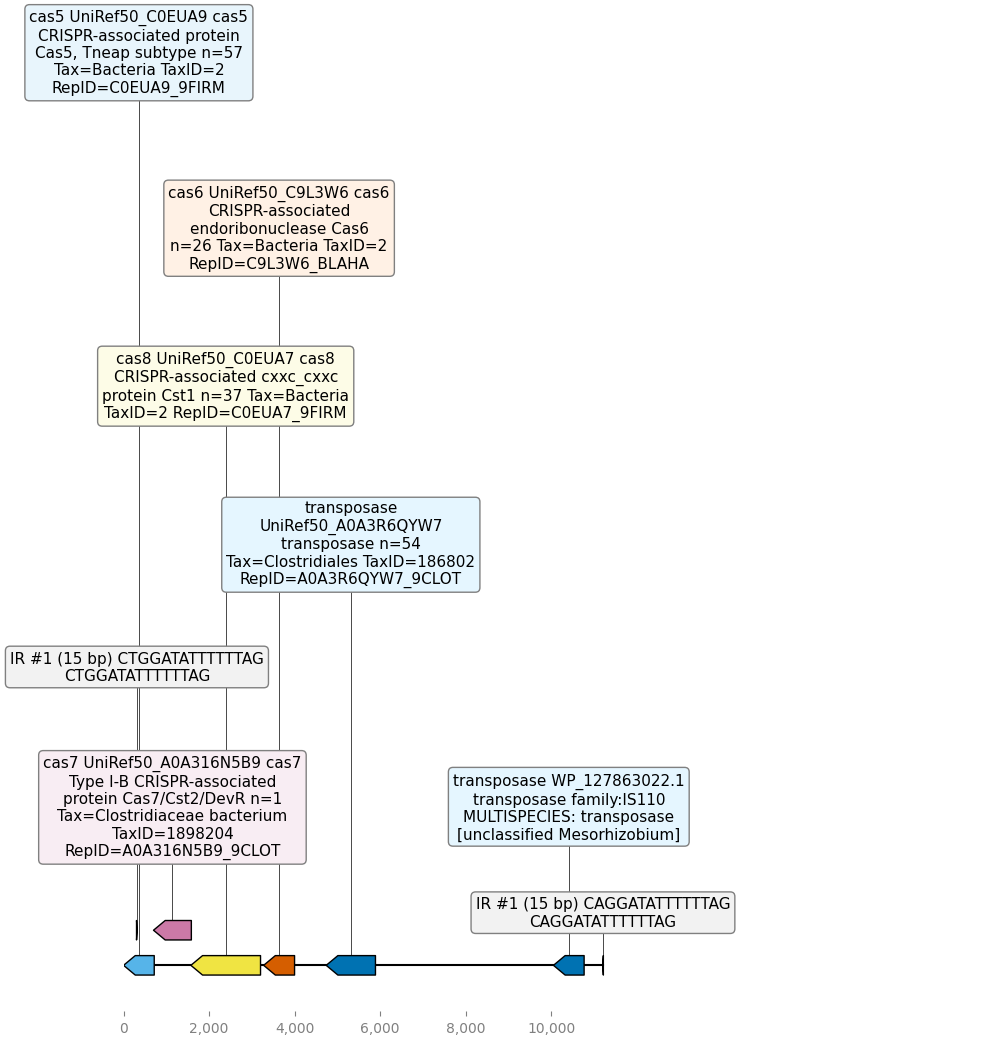 cas5 UniRef50_C0EUA9 cas5
CRISPR-associated protein
Cas5, Tneap subtype n=57
Tax=Bacteria TaxID=2
RepID=C0EUA9_9FIRM
cas6 UniRef50_C9L3W6 cas6
CRISPR-associated
endoribonuclease Cas6
n=26 Tax=Bacteria TaxID=2
RepID=C9L3W6_BLAHA
cas8 UniRef50_C0EUA7 cas8
CRISPR-associated cxxc_cxxc
protein Cst1 n=37 Tax=Bacteria
TaxID=2 RepID=C0EUA7_9FIRM
transposase
UniRef50_A0A3R6QYW7
transposase n=54
Tax=Clostridiales TaxID=186802
RepID=A0A3R6QYW7_9CLOT
IR #1 (15 bp) CTGGATATTTTTTAG
CTGGATATTTTTTAG
cas7 UniRef50_A0A316N5B9 cas7
Type I-B CRISPR-associated
protein Cas7/Cst2/DevR n=1
Tax=Clostridiaceae bacterium
TaxID=1898204
RepID=A0A316N5B9_9CLOT
transposase WP_127863022.1
transposase family:IS110
MULTISPECIES: transposase
[unclassified Mesorhizobium]
IR #1 (15 bp) CAGGATATTTTTTAG
CAGGATATTTTTTAG
0 2,000 4,000 6,000 8,000 10,000